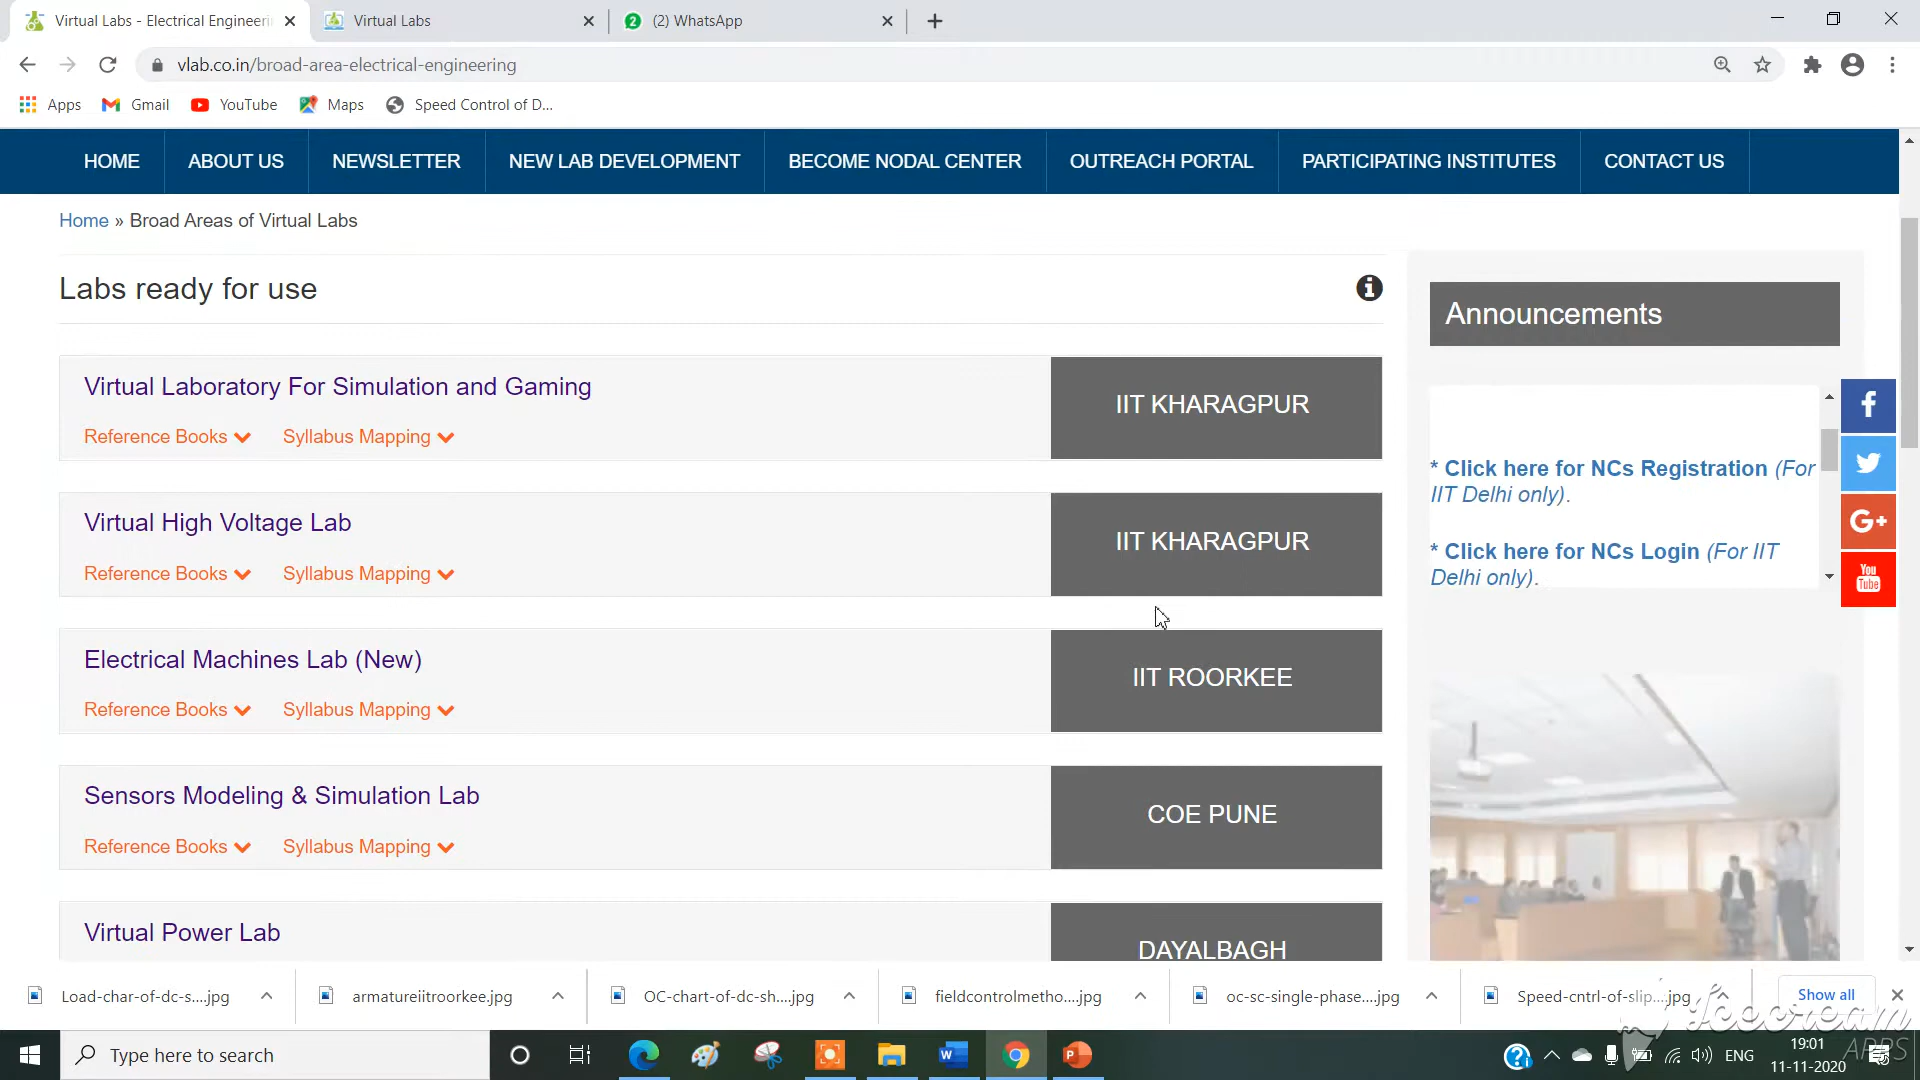 Virtual Labs - Electrical Engineeri
Virtual Labs
(2) WhatsApp
vlab.co.in/broad-area-electrical-engineering
Apps
Gmail
YouTube
Maps
Speed Control of D...
HOME
ABOUT US
NEWSLETTER
NEW LAB DEVELOPMENT
BECOME NODAL CENTER
OUTREACH PORTAL
PARTICIPATING INSTITUTES
CONTACT US
Home » Broad Areas of Virtual Labs
Labs ready for use
Virtual Laboratory For Simulation and Gaming
Reference Books
Syllabus Mapping
IIT KHARAGPUR
Virtual High Voltage Lab
Reference Books
Syllabus Mapping
IIT KHARAGPUR
Electrical Machines Lab (New)
Reference Books
Syllabus Mapping
IIT ROORKEE
Sensors Modeling & Simulation Lab
Reference Books
Syllabus Mapping
COE PUNE
Virtual Power Lab
DAYALBAGH
Announcements
* Click here for NCs Registration (For
IIT Delhi only).
* Click here for NCs Login (For IIT
Delhi only).
G+
You
Tube
Load-char-of-dc-s....jpg
armatureiitroorkee.jpg
OC-chart-of-dc-sh....jpg
fieldcontrolmetho....jpg
oc-sc-single-phase....jpg
Speed-cntrl-of-slip....jpg
Show all
Icecream
APPS
Type here to search
ENG
19:01
11-11-2020